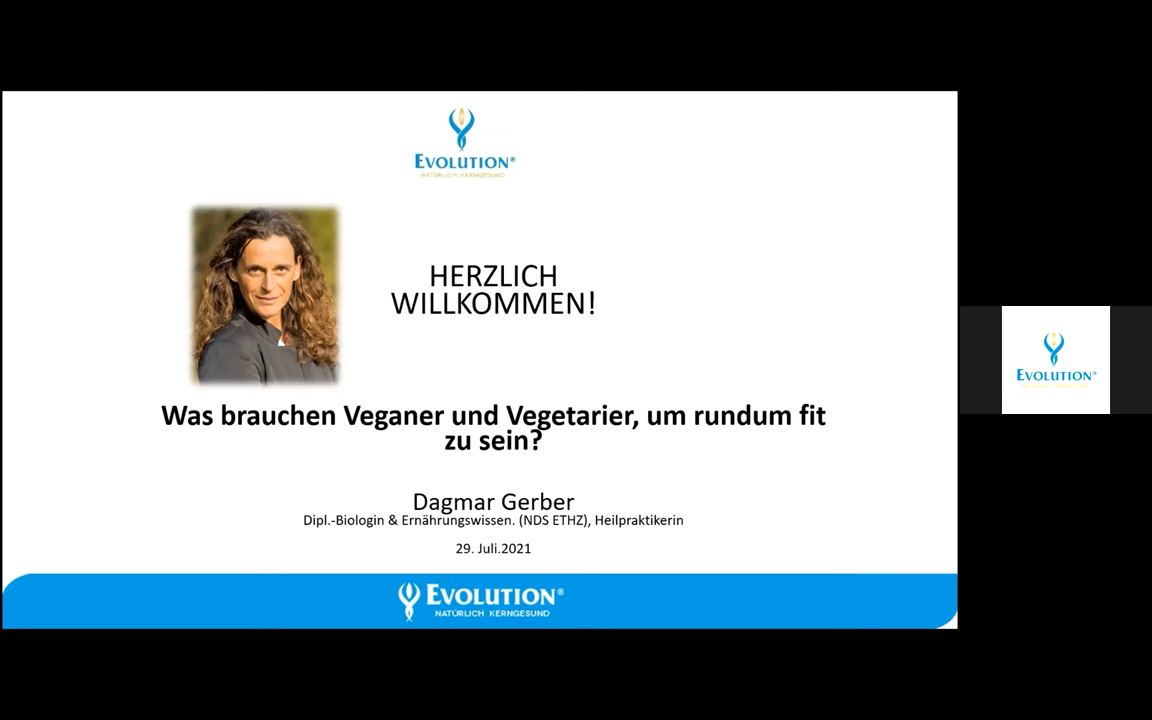 EVOLUTION®
NATÜRLICH KERNGESUND
HERZLICH
WILLKOMMEN!
Was brauchen Veganer und Vegetarier, um rundum fit
zu sein?
Dagmar Gerber
Dipl.-Biologin & Ernährungswissen. (NDS ETHZ), Heilpraktikerin
29. Juli.2021
EVOLUTION®
NATÜRLICH KERNGESUND
EVOLUTION®